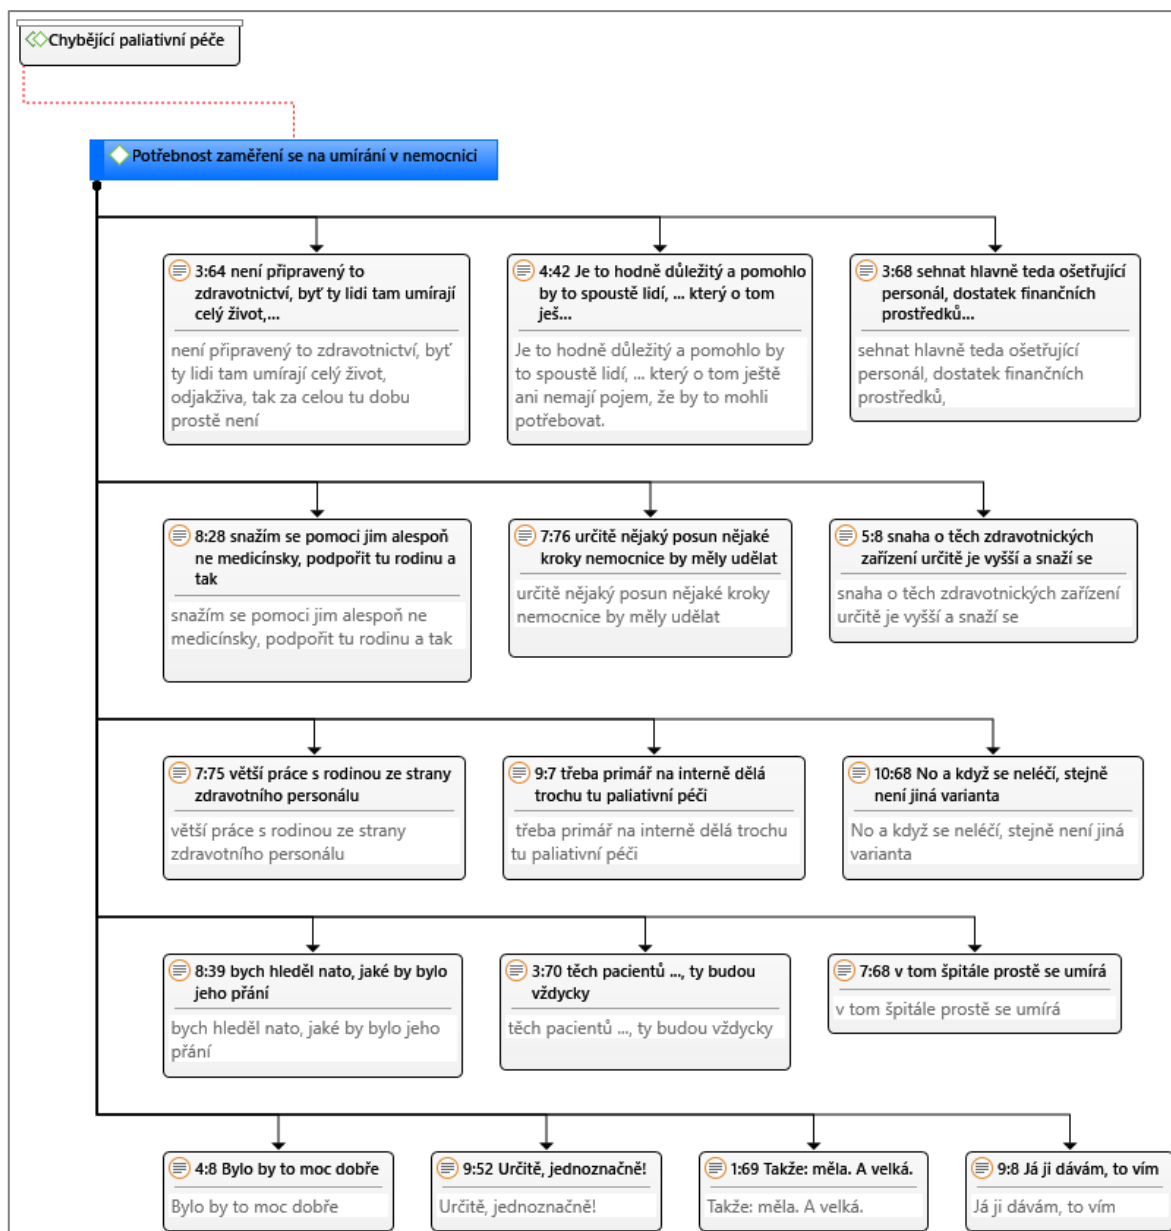 Chybějící paliativní péče
Potřebnost zaměření se na umírání v nemocnici
3:64 není připravený to
zdravotnictví, byť ty lidi tam umírají
celý život,...
není připravený to zdravotnictví, byť
ty lidi tam umírají celý život,
odjakživa, tak za celou tu dobu
prostě není
4:42 Je to hodně důležitý a pomohlo
by to spoustě lidí, ... který o tom
ješ...
Je to hodně důležitý a pomohlo by
to spoustě lidí, ... který o tom ještě
ani nemají pojem, že by to mohli
potřebovat.
3:68 sehnat hlavně teda ošetřující
personál, dostatek finančních
prostředků...
sehnat hlavně teda ošetřující
personál, dostatek finančních
prostředků,
8:28 snažím se pomoci jim alespoň
ne medicínsky, podpořit tu rodinu a
tak
snažím se pomoci jim alespoň ne
medicínsky, podpořit tu rodinu a tak
7:76 určitě nějaký posun nějaké
kroky nemocnice by měly udělat
určitě nějaký posun nějaké kroky
nemocnice by měly udělat
5:8 snaha o těch zdravotnických
zařízení určitě je vyšší a snaží se
snaha o těch zdravotnických zařízení
určitě je vyšší a snaží se
7:75 větší práce s rodinou ze strany
zdravotního personálu
větší práce s rodinou ze strany
zdravotního personálu
9:7 třeba primář na interně dělá
trochu tu paliativní péči
třeba primář na interně dělá trochu
tu paliativní péči
10:68 No a když se neléčí, stejně
není jiná varianta
No a když se neléčí, stejně není jiná
varianta
8:39 bych hleděl nato, jaké by bylo
jeho přání
bych hleděl nato, jaké by bylo jeho
přání
3:70 těch pacientů ..., ty budou
vždycky
těch pacientů ..., ty budou vždycky
7:68 v tom špitále prostě se umírá
v tom špitále prostě se umírá
4:8 Bylo by to moc dobře
Bylo by to moc dobře
9:52 Určitě, jednoznačně!
Určitě, jednoznačně!
1:69 Takže: měla. A velká.
Takže: měla. A velká.
9:8 Já ji dávám, to vím
Já ji dávám, to vím